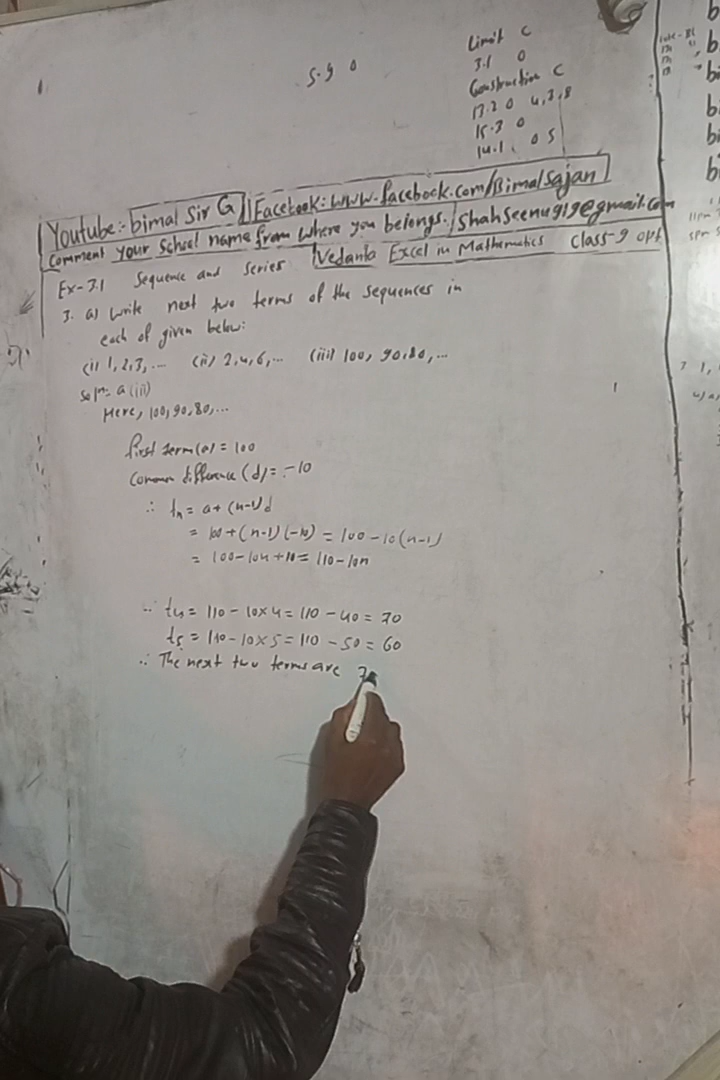 Limit C
3.1 0
5.9 0
Construction C
17.2 0 4,7,8
15.3 0
14.1 0 5
Youtube:- bimal Sir G Facebook: www.facebook.com/Bimalsajan
Comment your School name from where you belongs. /shahseenu919@gmail.com
Ex-3.1 Sequence and Series Vedanta Excel in Mathematics Class-9 opt
3. a) Write next two terms of the sequences in
each of given below:
(i) 1,2,3,... (ii) 2,4,6,... (iii) 100, 90,80,...
Solⁿ: a(iii)
Here, 100,90,80,...
first term(a) = 100
Common difference (d) = -10
∴ tn = a+(n-1)d
= 100+(n-1)(-10) = 100-10(n-1)
= 100-10n+10 = 110-10n
∴ t4 = 110-10×4 = 110-40 = 70
t5 = 110-10×5 = 110-50 = 60
∴ The next two terms are 7